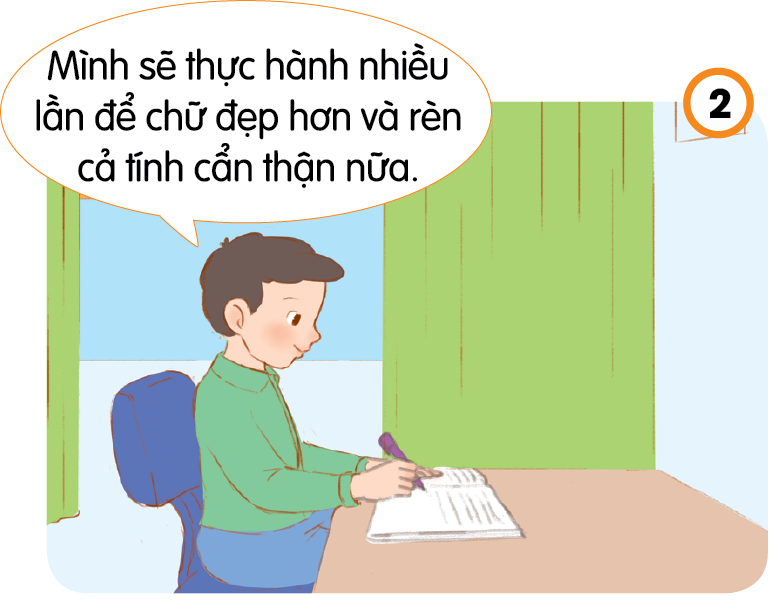 Mình sẽ thực hành nhiều
lần để chữ đẹp hơn và rèn
cả tính cẩn thận nữa.
2